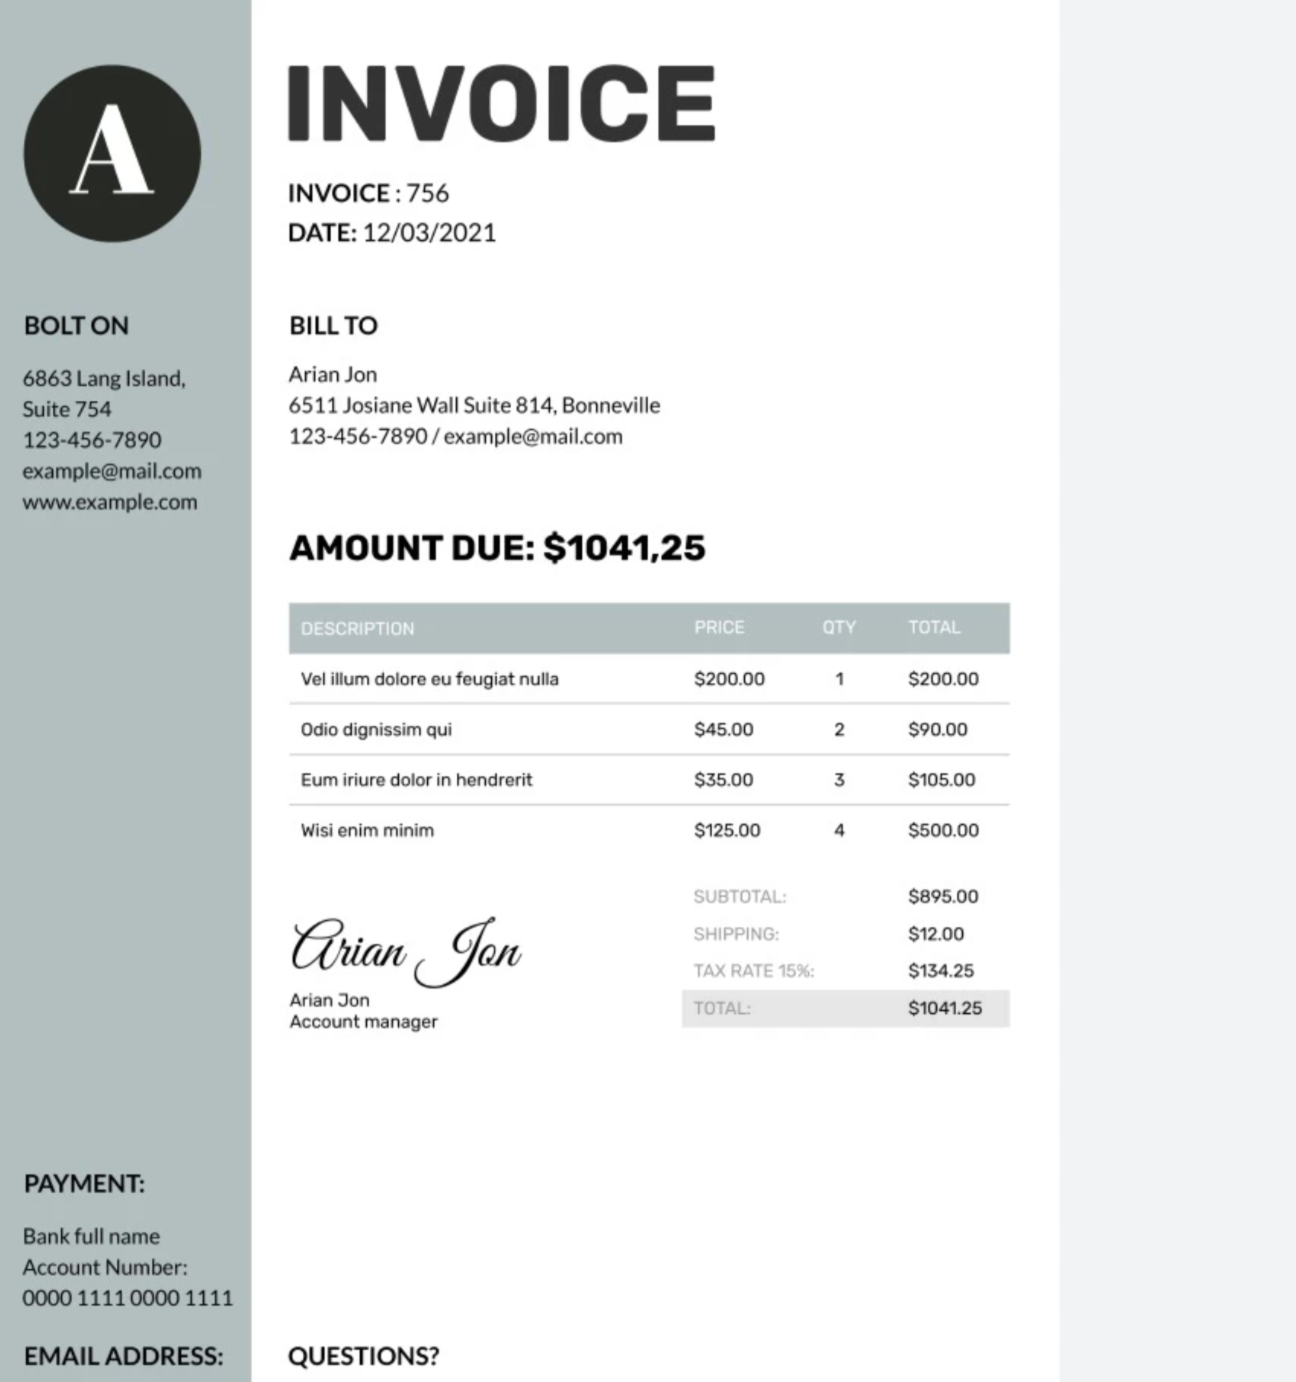 A
INVOICE
INVOICE : 756
DATE: 12/03/2021
BOLT ON
6863 Lang Island,
Suite 754
123-456-7890
example@mail.com
www.example.com
BILL TO
Arian Jon
6511 Josiane Wall Suite 814, Bonneville
123-456-7890 / example@mail.com
AMOUNT DUE: $1041,25
DESCRIPTION PRICE QTY TOTAL
Vel illum dolore eu feugiat nulla $200.00 1 $200.00
Odio dignissim qui $45.00 2 $90.00
Eum iriure dolor in hendrerit $35.00 3 $105.00
Wisi enim minim $125.00 4 $500.00
SUBTOTAL: $895.00
SHIPPING: $12.00
TAX RATE 15%: $134.25
TOTAL: $1041.25
Arian Jon
Arian Jon
Account manager
PAYMENT:
Bank full name
Account Number:
0000 1111 0000 1111
EMAIL ADDRESS:
QUESTIONS?